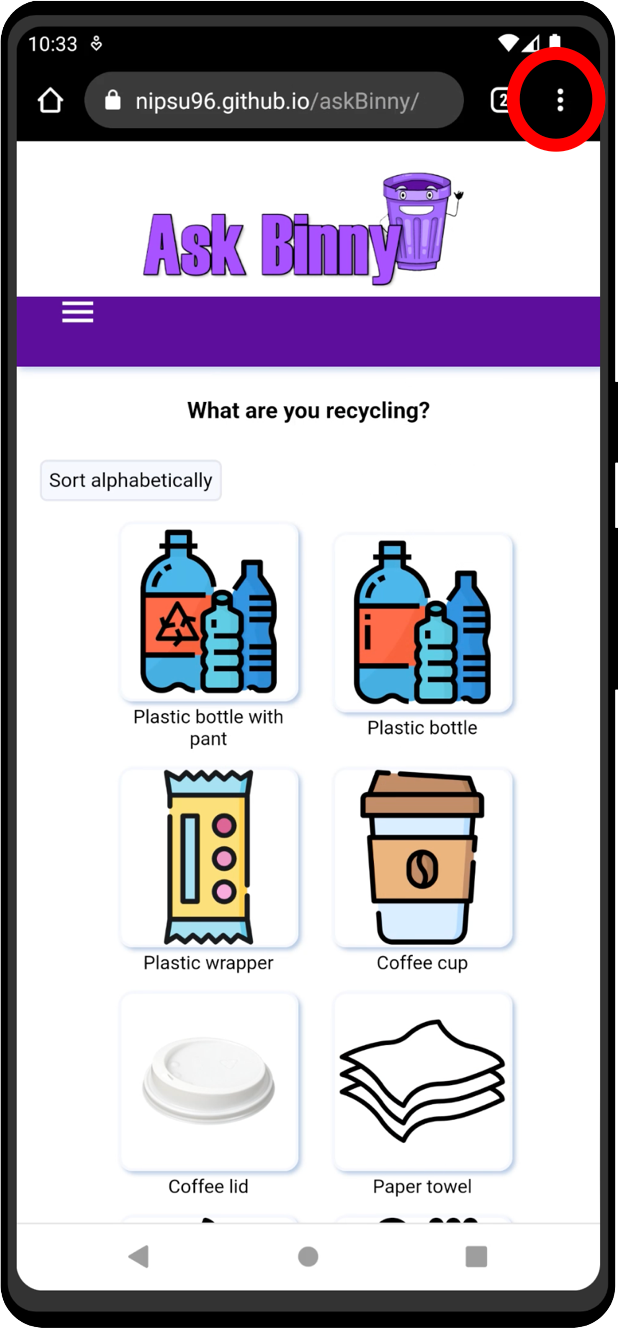 10:33
nipsu96.github.io/askBinny/
2
Ask Binny
What are you recycling?
Sort alphabetically
Plastic bottle with
pant
Plastic bottle
Plastic wrapper
Coffee cup
Coffee lid
Paper towel